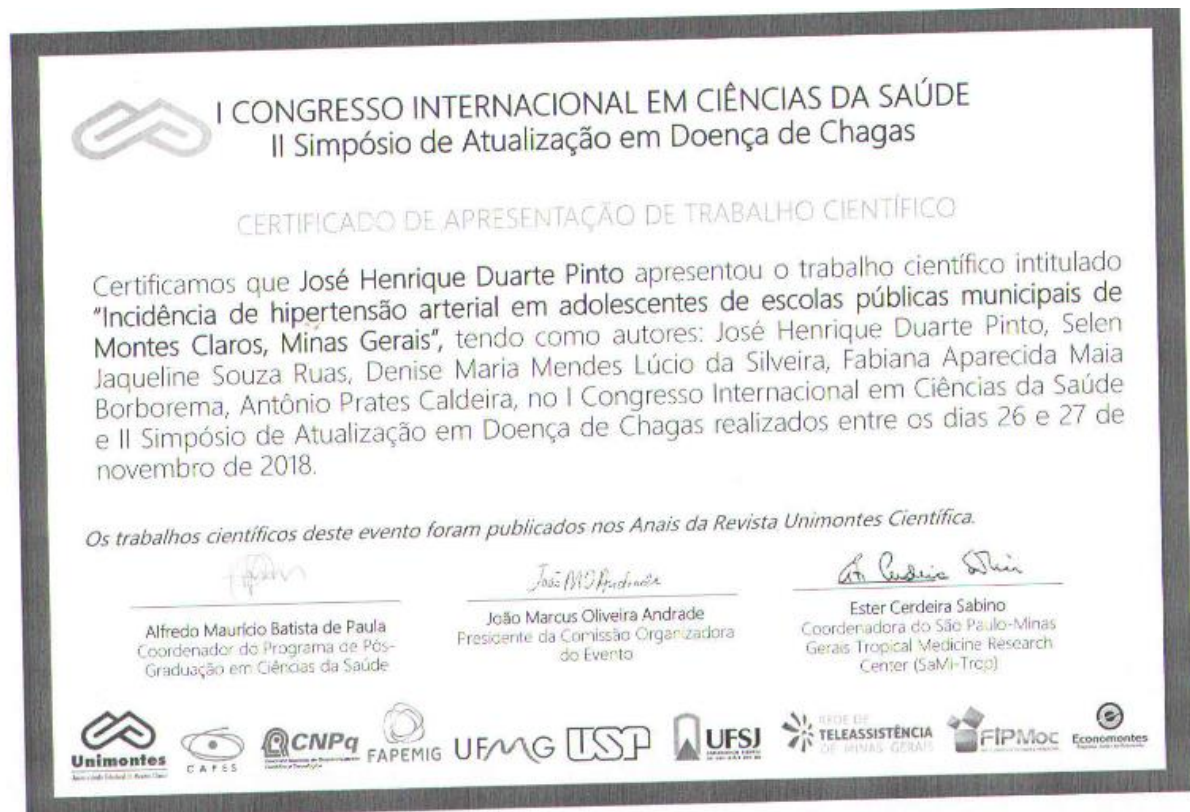 I CONGRESSO INTERNACIONAL EM CIÊNCIAS DA SAÚDE
II Simpósio de Atualização em Doença de Chagas
CERTIFICADO DE APRESENTAÇÃO DE TRABALHO CIENTÍFICO
Certificamos que José Henrique Duarte Pinto apresentou o trabalho científico intitulado
"Incidência de hipertensão arterial em adolescentes de escolas públicas municipais de
Montes Claros, Minas Gerais", tendo como autores: José Henrique Duarte Pinto, Selen
Jaqueline Souza Ruas, Denise Maria Mendes Lúcio da Silveira, Fabiana Aparecida Maia
Borborema, Antônio Prates Caldeira, no I Congresso Internacional em Ciências da Saúde
e II Simpósio de Atualização em Doença de Chagas realizados entre os dias 26 e 27 de
novembro de 2018.
Os trabalhos científicos deste evento foram publicados nos Anais da Revista Unimontes Científica.
Alfredo Maurício Batista de Paula
Coordenador do Programa de Pós-
Graduação em Ciências da Saúde
João Marcus Oliveira Andrade
Presidente da Comissão Organizadora
do Evento
Ester Cerdeira Sabino
Coordenadora do São Paulo-Minas
Gerais Tropical Medicine Research
Center (SaMi-Trop)
Unimontes
CAPES
CNPq
FAPEMIG
UFMG
USP
UFSJ
REDE DE
TELEASSISTÊNCIA
DE MINAS GERAIS
FIPMoc
Economontes